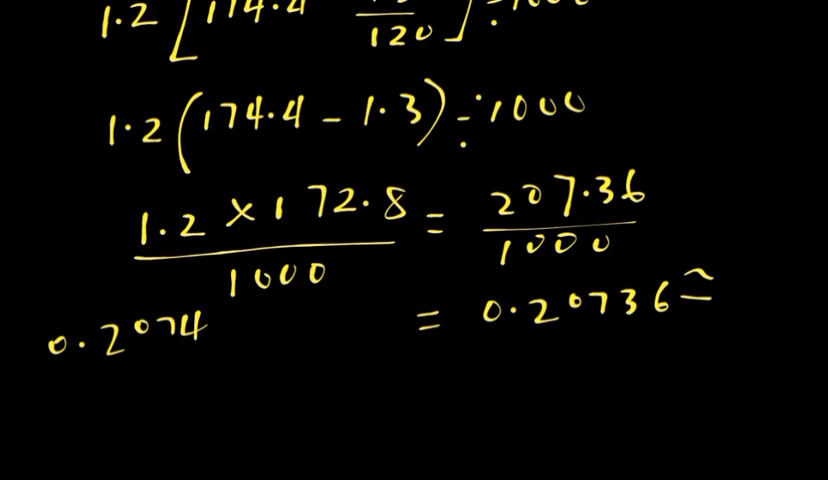 1.2 [174.4
120 ] ÷1000
1.2 (174.4 - 1.3) ÷1000
1.2 × 172.8 / 1000 = 207.36 / 1000
0.2074 = 0.20736 ≃